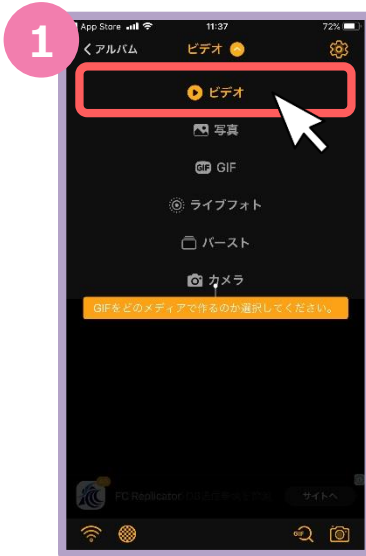 1
App Store 11:37 72%
アルバム ビデオ
ビデオ
写真
GIF GIF
ライブフォト
バースト
カメラ
GIFをどのメディアで作るのか選択してください。
FC Replicator サイトへ
GIF